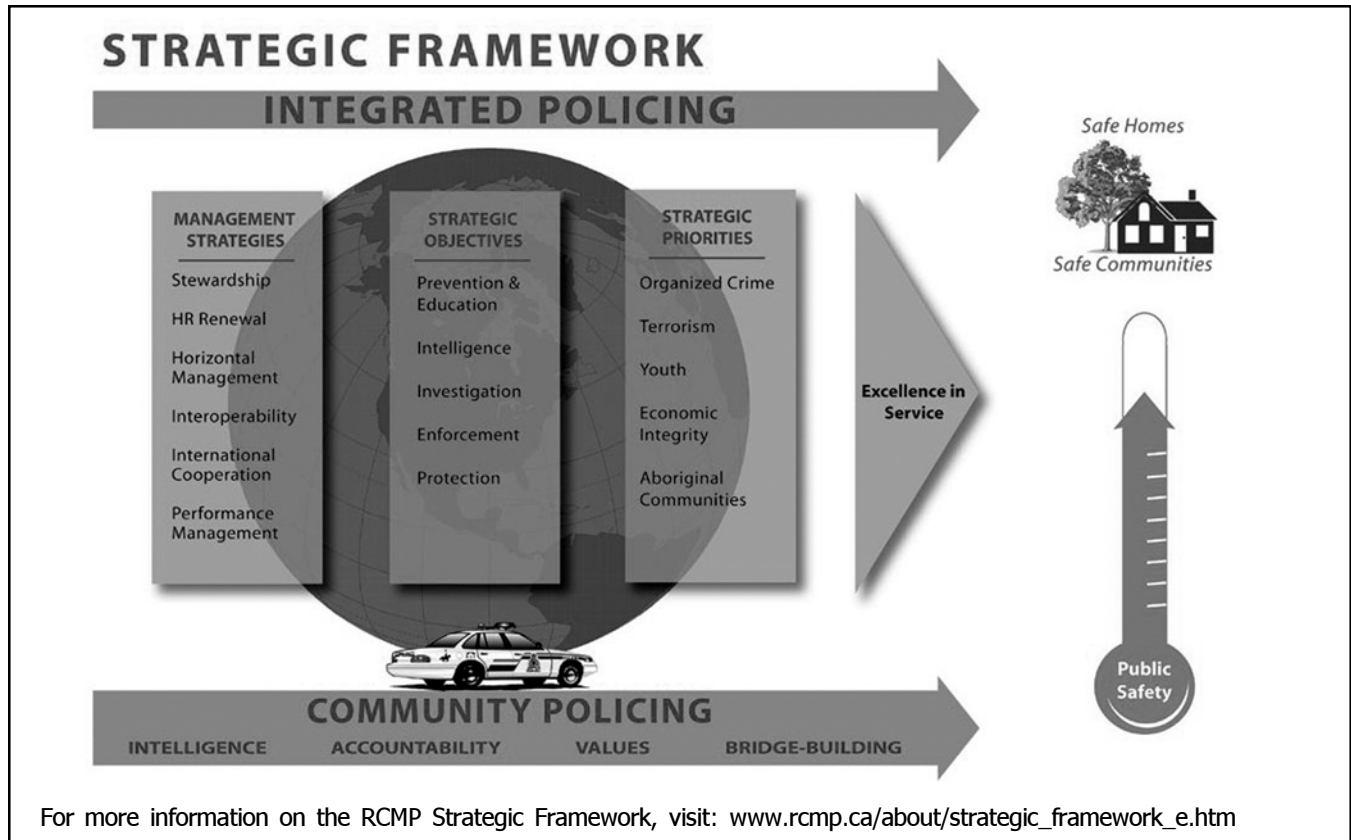 STRATEGIC FRAMEWORK
INTEGRATED POLICING
MANAGEMENT
STRATEGIES
Stewardship
HR Renewal
Horizontal
Management
Interoperability
International
Cooperation
Performance
Management
STRATEGIC
OBJECTIVES
Prevention &
Education
Intelligence
Investigation
Enforcement
Protection
STRATEGIC
PRIORITIES
Organized Crime
Terrorism
Youth
Economic
Integrity
Aboriginal
Communities
Excellence in
Service
Safe Homes
Safe Communities
Public
Safety
COMMUNITY POLICING
INTELLIGENCE ACCOUNTABILITY VALUES BRIDGE-BUILDING
For more information on the RCMP Strategic Framework, visit: www.rcmp.ca/about/strategic_framework_e.htm